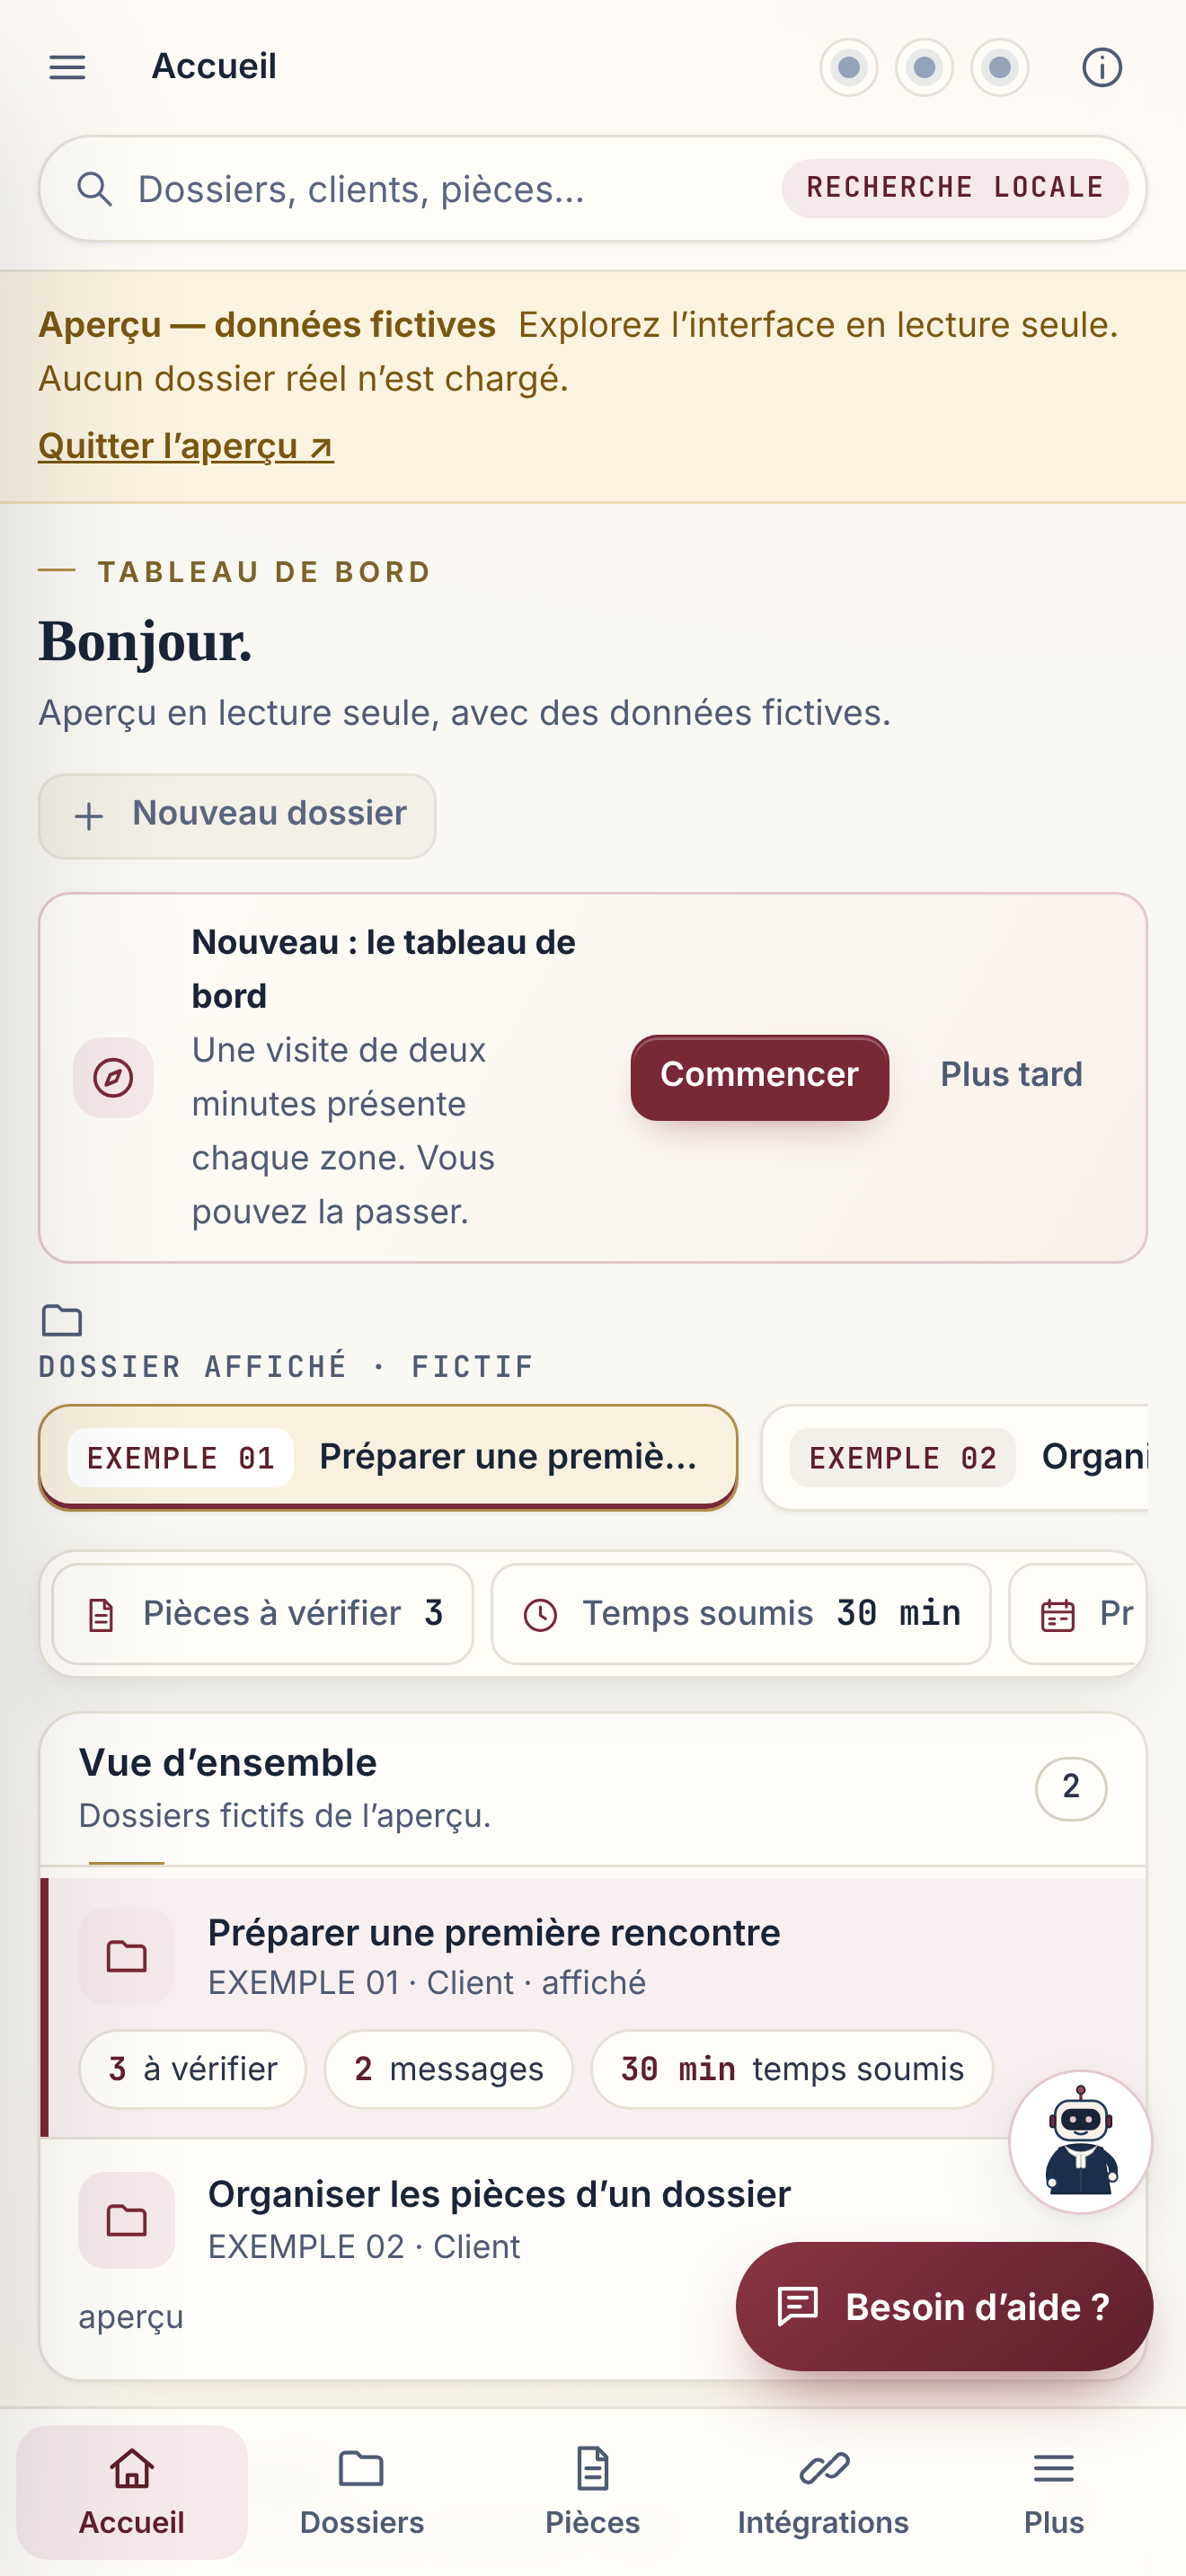 Accueil
Dossiers, clients, pièces...
RECHERCHE LOCALE
Aperçu — données fictives Explorez l’interface en lecture seule.
Aucun dossier réel n’est chargé.
Quitter l’aperçu ↗
TABLEAU DE BORD
Bonjour.
Aperçu en lecture seule, avec des données fictives.
Nouveau dossier
Nouveau : le tableau de
bord
Une visite de deux
minutes présente
chaque zone. Vous
pouvez la passer.
Commencer
Plus tard
DOSSIER AFFICHÉ · FICTIF
EXEMPLE 01 Préparer une premiè...
EXEMPLE 02 Organi
Pièces à vérifier 3
Temps soumis 30 min
Pr
Vue d’ensemble
2
Dossiers fictifs de l’aperçu.
Préparer une première rencontre
EXEMPLE 01 · Client · affiché
3 à vérifier
2 messages
30 min temps soumis
Organiser les pièces d’un dossier
EXEMPLE 02 · Client
aperçu
Besoin d’aide ?
Accueil
Dossiers
Pièces
Intégrations
Plus